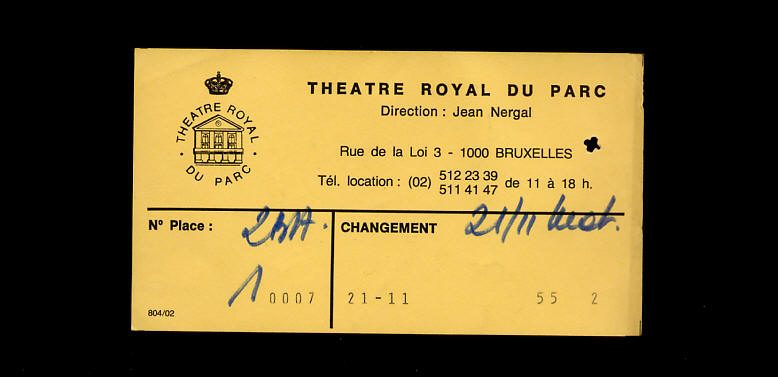 THEATRE ROYAL
DU PARC
THEATRE ROYAL DU PARC
Direction : Jean Nergal
Rue de la Loi 3 - 1000 BRUXELLES
Tél. location : (02) 512 23 39
511 41 47 de 11 à 18 h.
N° Place :
CHANGEMENT 21/11
1 0007 21-11 55 2
804/02